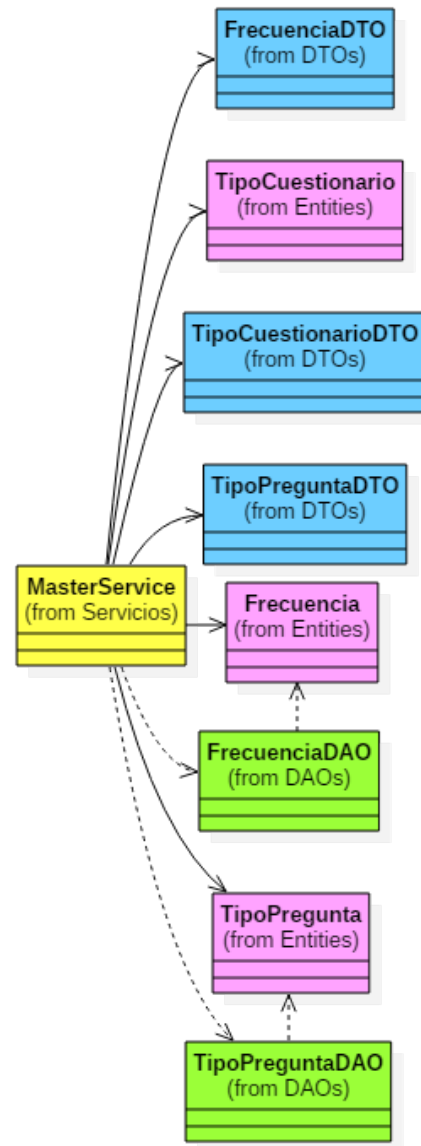 FrecuenciaDTO
(from DTOs)
TipoCuestionario
(from Entities)
TipoCuestionarioDTO
(from DTOs)
TipoPreguntaDTO
(from DTOs)
MasterService
(from Servicios)
Frecuencia
(from Entities)
FrecuenciaDAO
(from DAOs)
TipoPregunta
(from Entities)
TipoPreguntaDAO
(from DAOs)